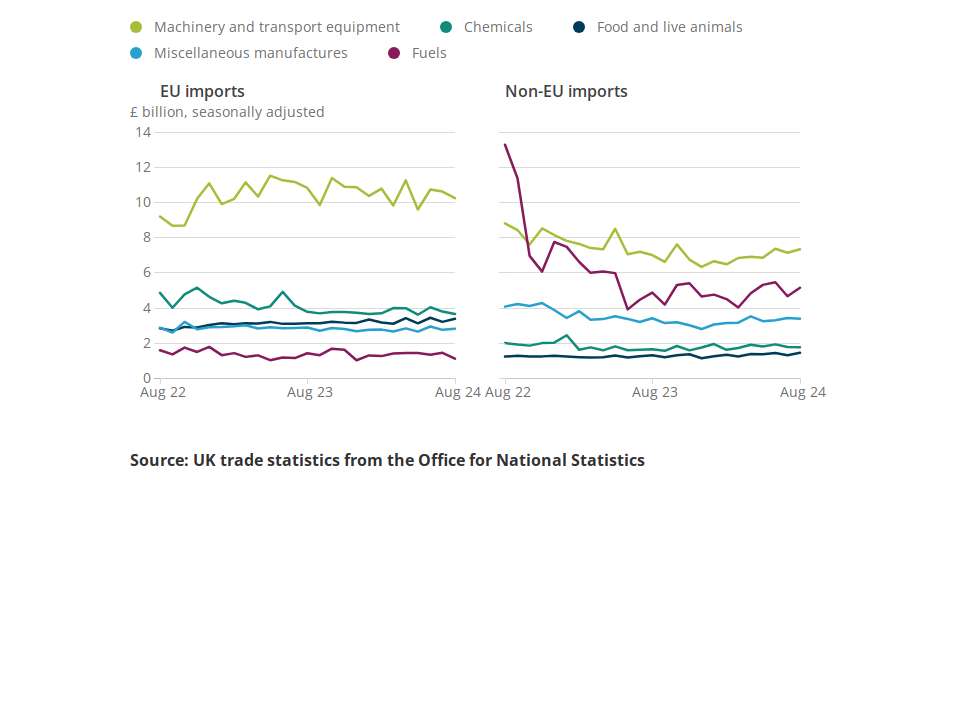 Machinery and transport equipment Chemicals Food and live animals
Miscellaneous manufactures Fuels
EU imports Non-EU imports
£ billion, seasonally adjusted
14
12
10
8
6
4
2
0
Aug 22 Aug 23 Aug 24 Aug 22 Aug 23 Aug 24
Source: UK trade statistics from the Office for National Statistics